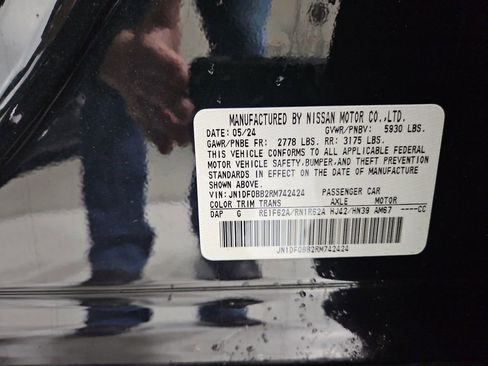 MANUFACTURED BY NISSAN MOTOR CO.,LTD.
DATE: 05/24 GVWR/PNBV: 5930 LBS.
GAWR/PNBE FR: 2778 LBS. RR: 3175 LBS.
THIS VEHICLE CONFORMS TO ALL APPLICABLE FEDERAL
MOTOR VEHICLE SAFETY,BUMPER,AND THEFT PREVENTION
STANDARDS IN EFFECT ON THE DATE OF MANUFACTURE
SHOWN ABOVE.
VIN: JN1DF0BB2RM742424 PASSENGER CAR
COLOR TRIM TRANS AXLE MOTOR
DAP G RE1F62A/RN1R62A HJ42/HN39 AM67 ----CC
JN1DF0BB2RM742424